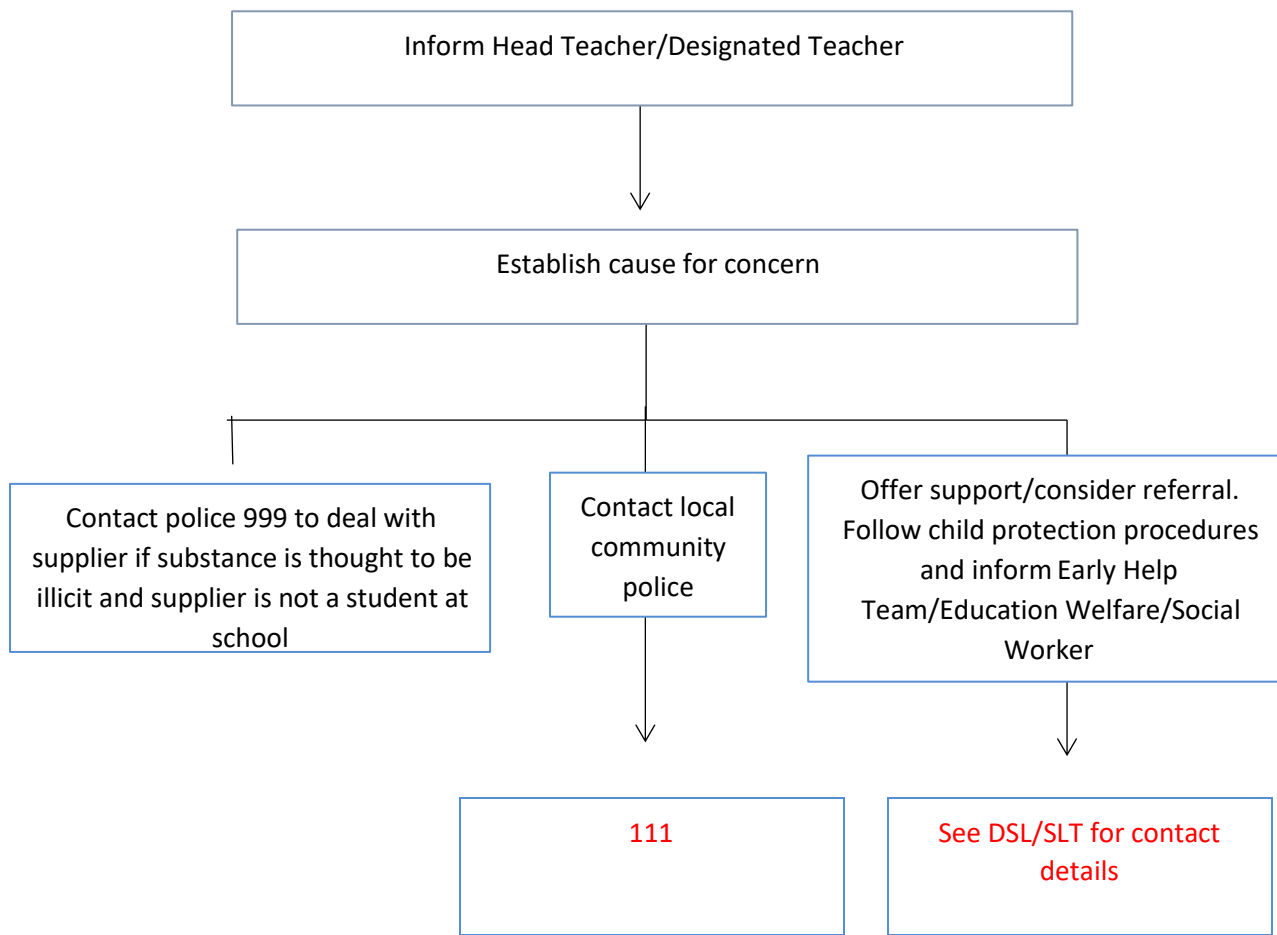 Inform Head Teacher/Designated Teacher
Establish cause for concern
Contact police 999 to deal with
supplier if substance is thought to be
illicit and supplier is not a student at
school
Contact local
community
police
Offer support/consider referral.
Follow child protection procedures
and inform Early Help
Team/Education Welfare/Social
Worker
111
See DSL/SLT for contact
details